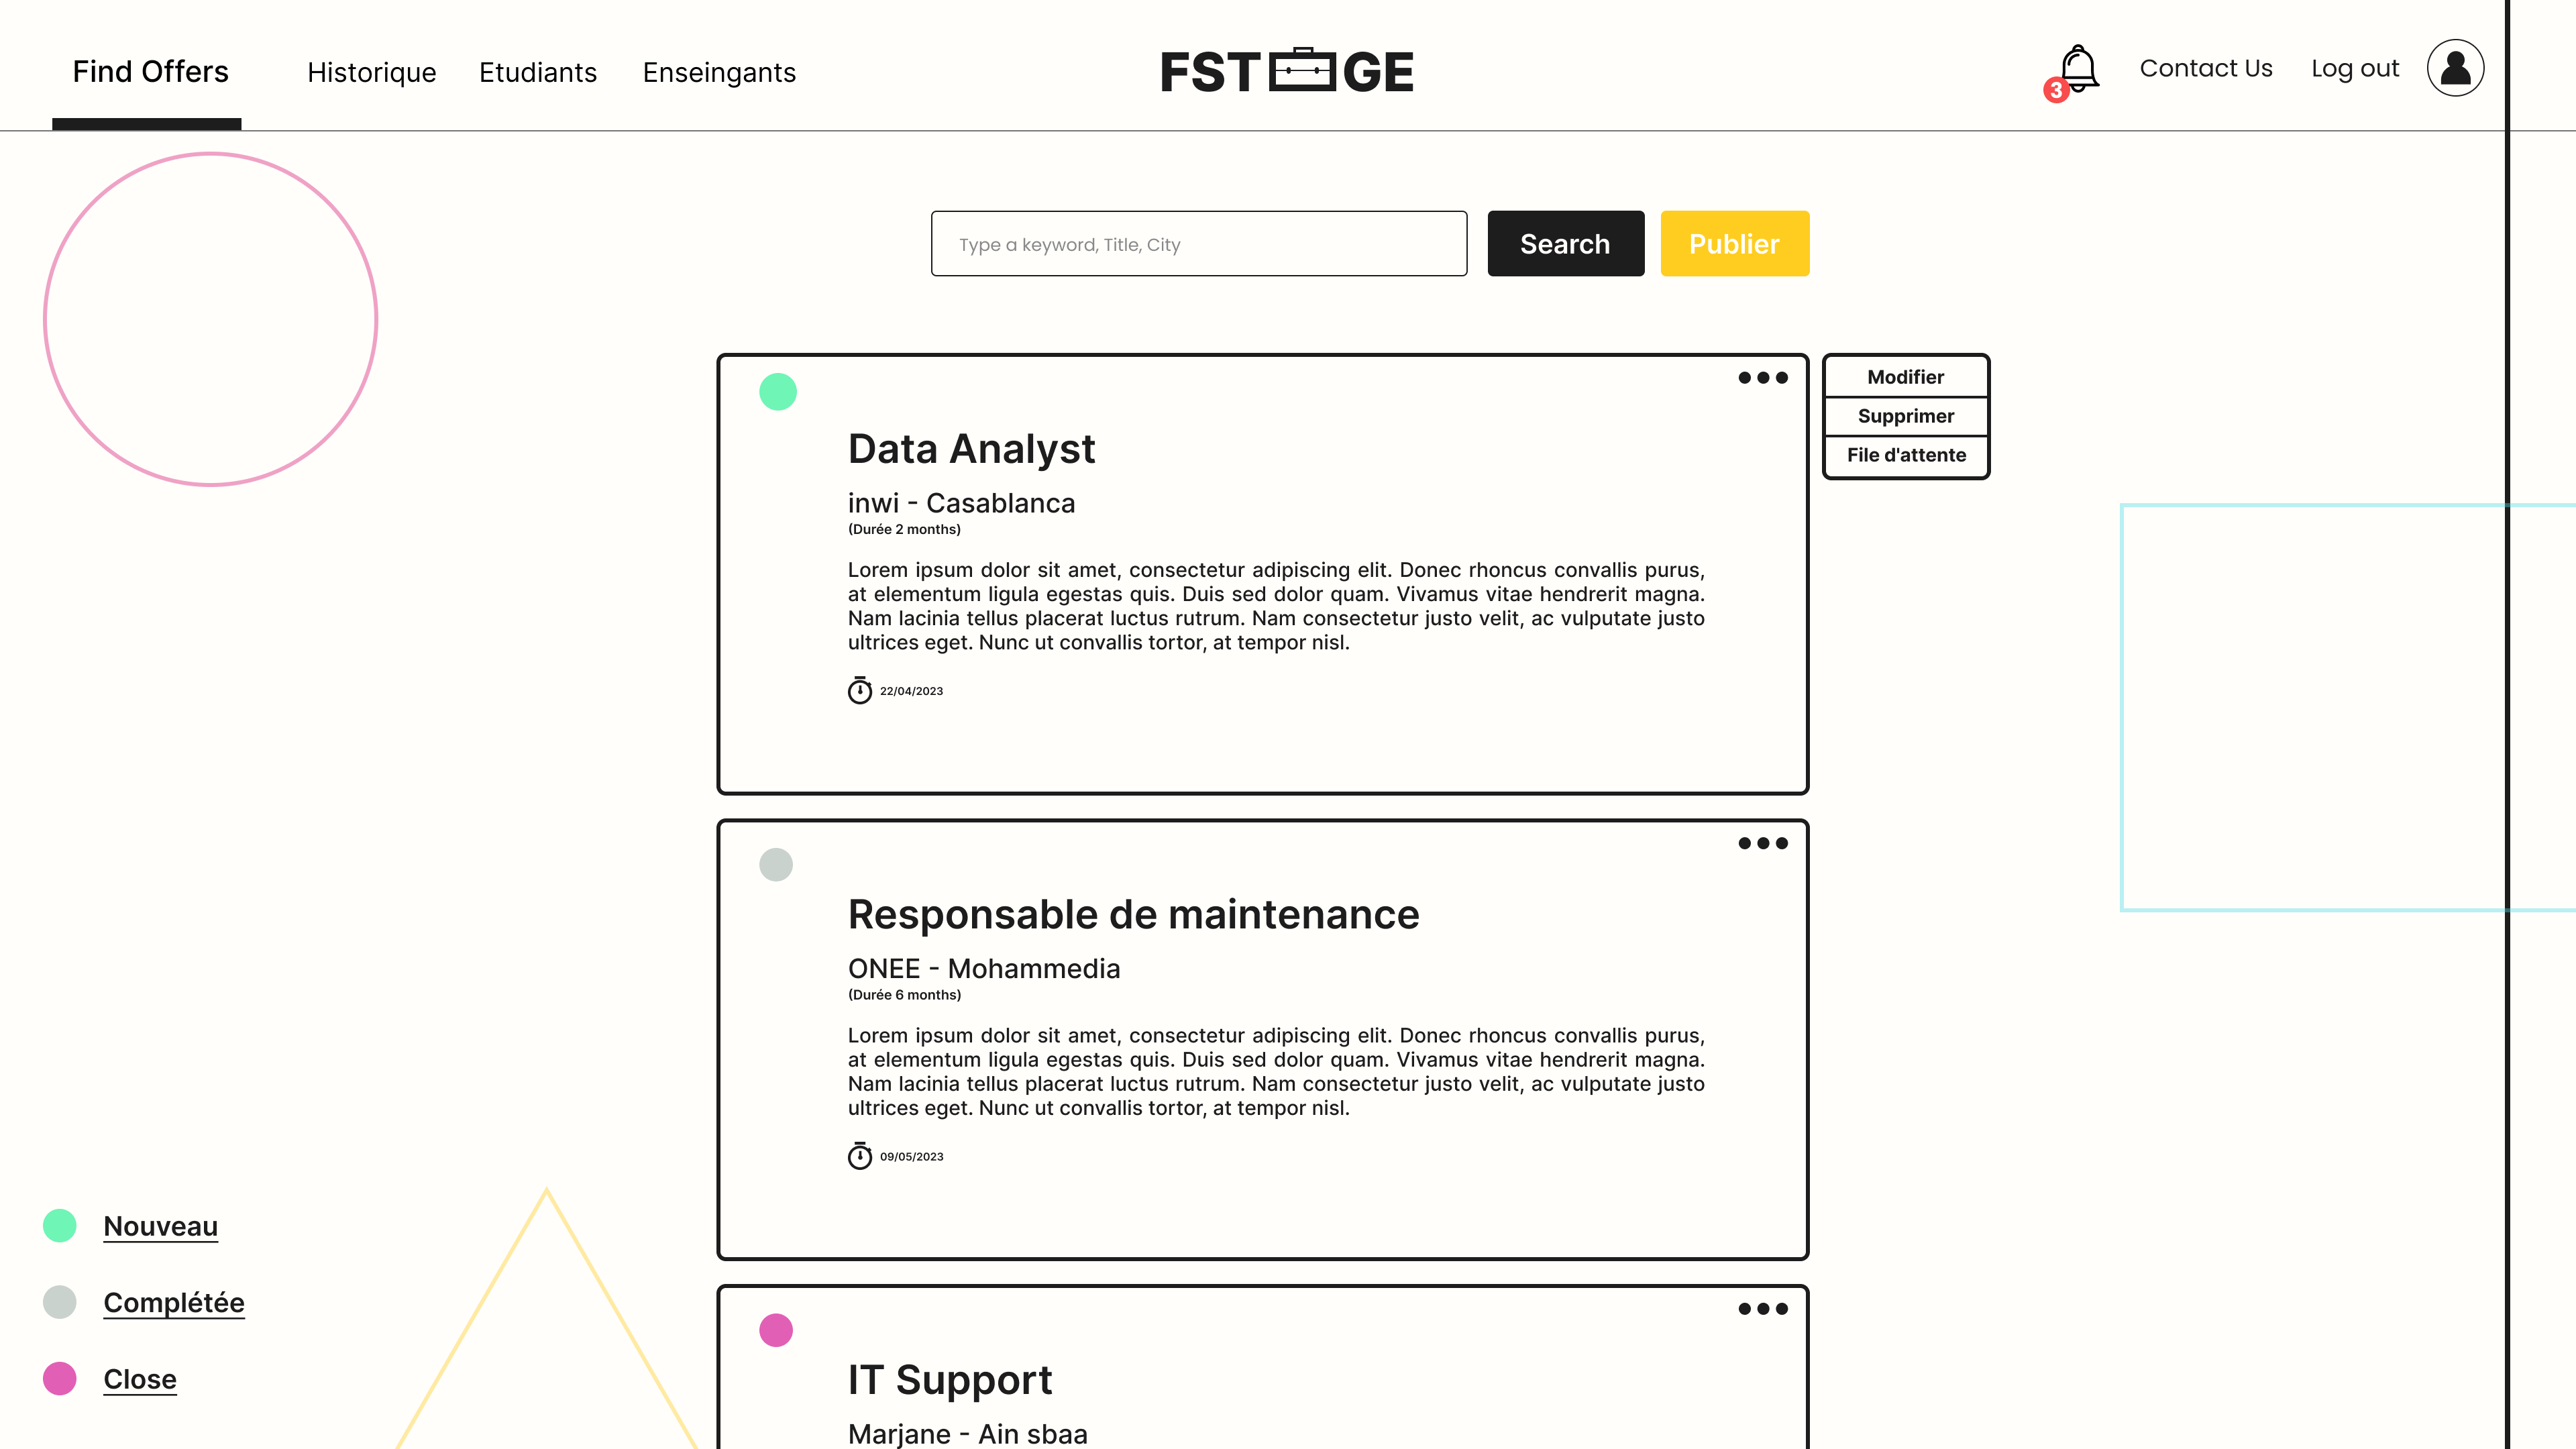 Find Offers
Historique
Etudiants
Enseingants
FST GE
3
Contact Us
Log out
Type a keyword, Title, City
Search
Publier
Modifier
Supprimer
File d'attente
Data Analyst
inwi - Casablanca
(Durée 2 months)
Lorem ipsum dolor sit amet, consectetur adipiscing elit. Donec rhoncus convallis purus,
at elementum ligula egestas quis. Duis sed dolor quam. Vivamus vitae hendrerit magna.
Nam lacinia tellus placerat luctus rutrum. Nam consectetur justo velit, ac vulputate justo
ultrices eget. Nunc ut convallis tortor, at tempor nisl.
22/04/2023
Responsable de maintenance
ONEE - Mohammedia
(Durée 6 months)
Lorem ipsum dolor sit amet, consectetur adipiscing elit. Donec rhoncus convallis purus,
at elementum ligula egestas quis. Duis sed dolor quam. Vivamus vitae hendrerit magna.
Nam lacinia tellus placerat luctus rutrum. Nam consectetur justo velit, ac vulputate justo
ultrices eget. Nunc ut convallis tortor, at tempor nisl.
09/05/2023
IT Support
Marjane - Ain sbaa
Nouveau
Complétée
Close